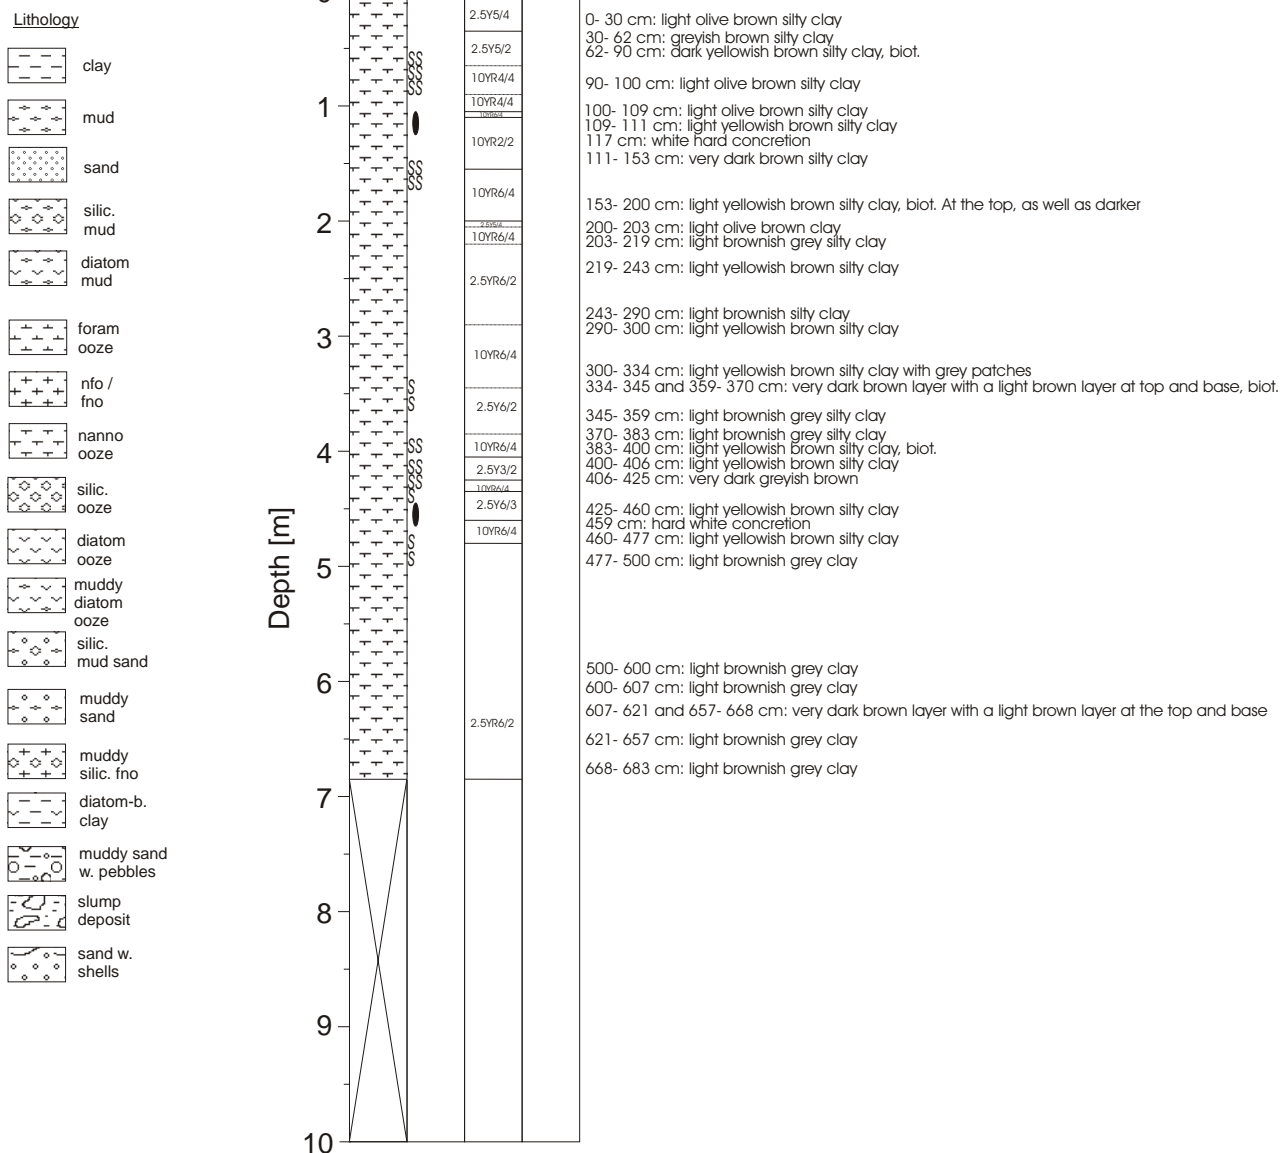 Lithology
clay
mud
sand
silic.
mud
diatom
mud
foram
ooze
nfo /
fno
nanno
ooze
silic.
ooze
diatom
ooze
muddy
diatom
ooze
silic.
mud sand
muddy
sand
muddy
silic. fno
diatom-b.
clay
muddy sand
w. pebbles
slump
deposit
sand w.
shells
Depth [m]
1
2
3
4
5
6
7
8
9
10
SS
SS
SS
SS
SS
S
S
SS
SS
SS
S
S
S
2.5Y5/4
2.5Y5/2
10YR4/4
10YR4/4
10YR6/4
10YR2/2
10YR6/4
2.5Y5/4
10YR6/4
2.5YR6/2
10YR6/4
2.5Y6/2
10YR6/4
2.5Y3/2
10YR6/4
2.5Y6/3
10YR6/4
2.5YR6/2
0- 30 cm: light olive brown silty clay
30- 62 cm: greyish brown silty clay
62- 90 cm: dark yellowish brown silty clay, biot.
90- 100 cm: light olive brown silty clay
100- 109 cm: light olive brown silty clay
109- 111 cm: light yellowish brown silty clay
117 cm: white hard concretion
111- 153 cm: very dark brown silty clay
153- 200 cm: light yellowish brown silty clay, biot. At the top, as well as darker
200- 203 cm: light olive brown clay
203- 219 cm: light brownish grey silty clay
219- 243 cm: light yellowish brown silty clay
243- 290 cm: light brownish silty clay
290- 300 cm: light yellowish brown silty clay
300- 334 cm: light yellowish brown silty clay with grey patches
334- 345 and 359- 370 cm: very dark brown layer with a light brown layer at top and base, biot.
345- 359 cm: light brownish grey silty clay
370- 383 cm: light brownish grey silty clay
383- 400 cm: light yellowish brown silty clay, biot.
400- 406 cm: light yellowish brown silty clay
406- 425 cm: very dark greyish brown
425- 460 cm: light yellowish brown silty clay
459 cm: hard white concretion
460- 477 cm: light yellowish brown silty clay
477- 500 cm: light brownish grey clay
500- 600 cm: light brownish grey clay
600- 607 cm: light brownish grey clay
607- 621 and 657- 668 cm: very dark brown layer with a light brown layer at the top and base
621- 657 cm: light brownish grey clay
668- 683 cm: light brownish grey clay